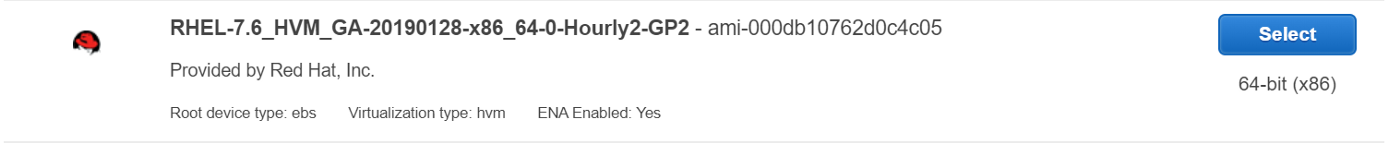 RHEL-7.6_HVM_GA-20190128-x86_64-0-Hourly2-GP2 - ami-000db10762d0c4c05
Select
Provided by Red Hat, Inc.
64-bit (x86)
Root device type: ebs Virtualization type: hvm ENA Enabled: Yes